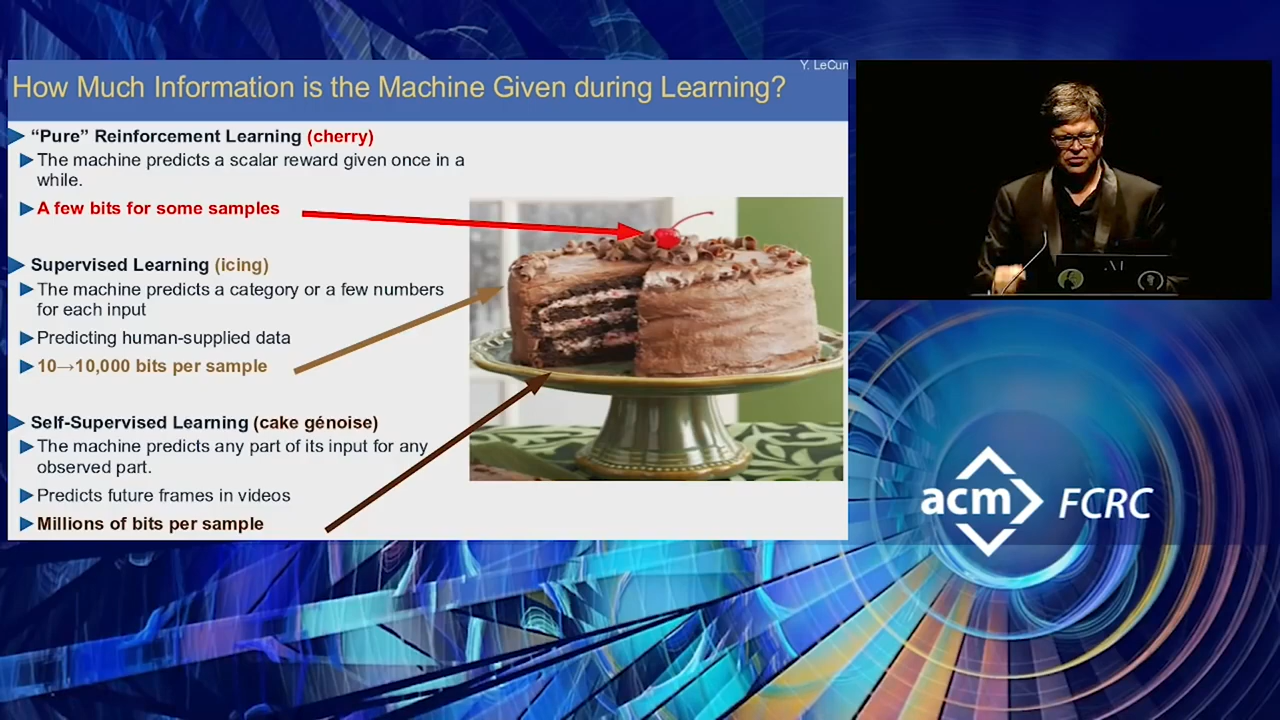 Y. LeCun
How Much Information is the Machine Given during Learning?
“Pure” Reinforcement Learning (cherry)
The machine predicts a scalar reward given once in a
while.
A few bits for some samples
Supervised Learning (icing)
The machine predicts a category or a few numbers
for each input
Predicting human-supplied data
10→10,000 bits per sample
Self-Supervised Learning (cake génoise)
The machine predicts any part of its input for any
observed part.
Predicts future frames in videos
Millions of bits per sample
acm FCRC